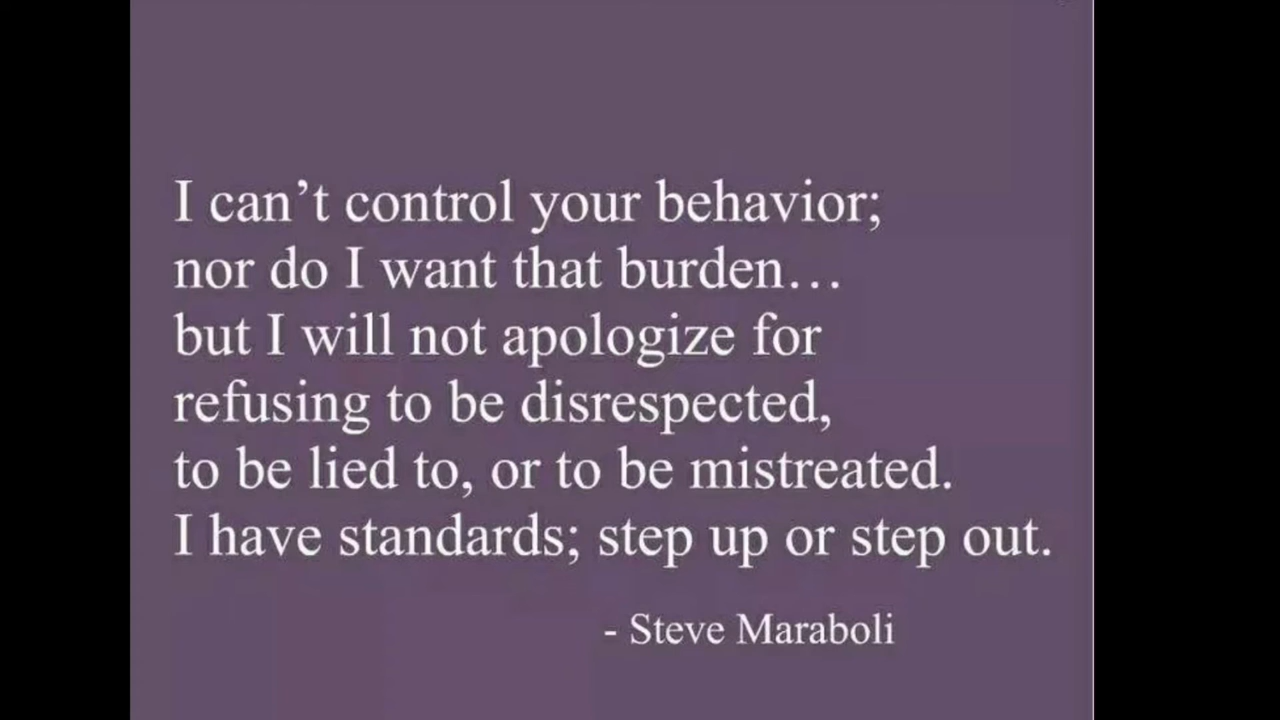 I can’t control your behavior;
nor do I want that burden…
but I will not apologize for
refusing to be disrespected,
to be lied to, or to be mistreated.
I have standards; step up or step out.
- Steve Maraboli